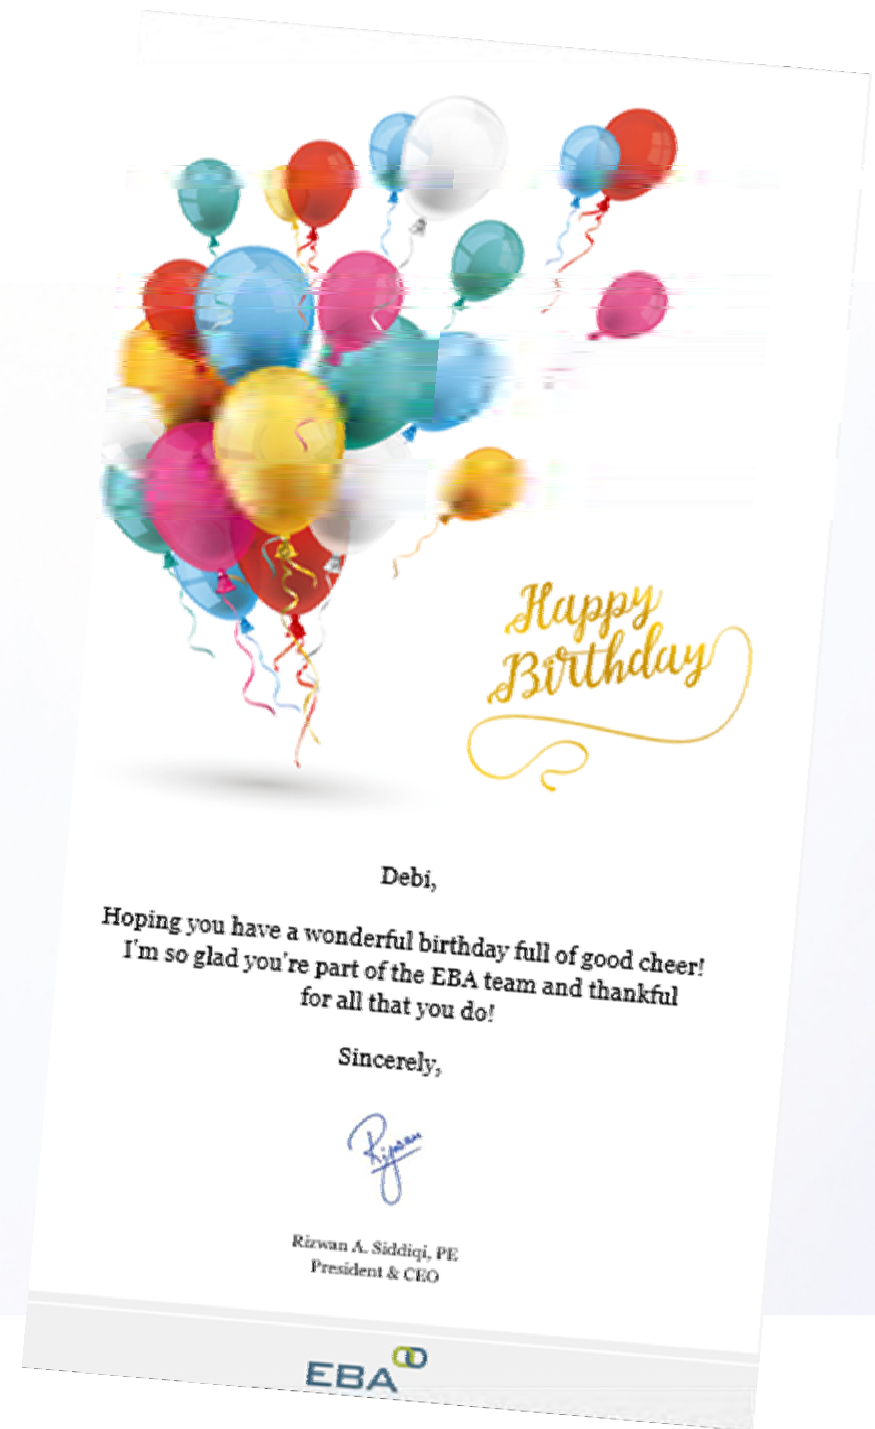 Happy
Birthday
Debi,
Hoping you have a wonderful birthday full of good cheer!
I'm so glad you're part of the EBA team and thankful
for all that you do!
Sincerely,
Rizwan
Rizwan A. Siddiqi, PE
President & CEO
EBA